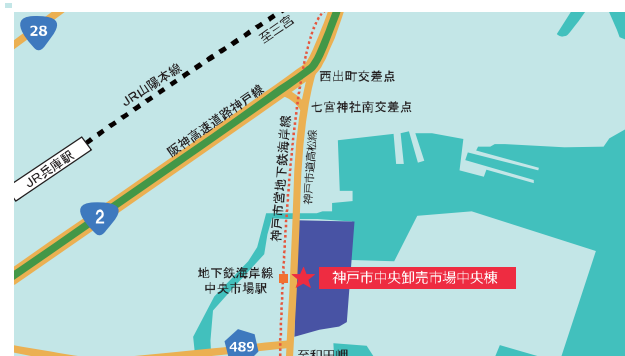 28
至三宮
JR山陽本線
西出町交差点
七宮神社南交差点
阪神高速道路神戸線
神戸市営地下鉄海岸線
神戸市道高松線
JR兵庫駅
2
地下鉄海岸線
中央市場駅
神戸市中央卸売市場中央棟
489
至和田岬